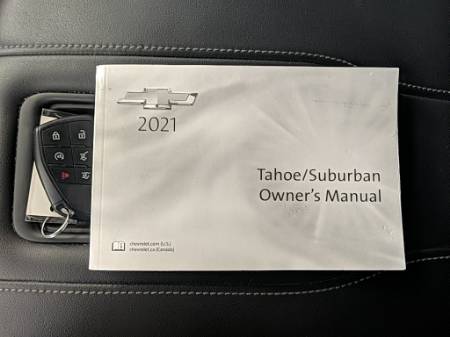 2021
Tahoe/Suburban
Owner's Manual
chevrolet.com (U.S.)
chevrolet.ca (Canada)